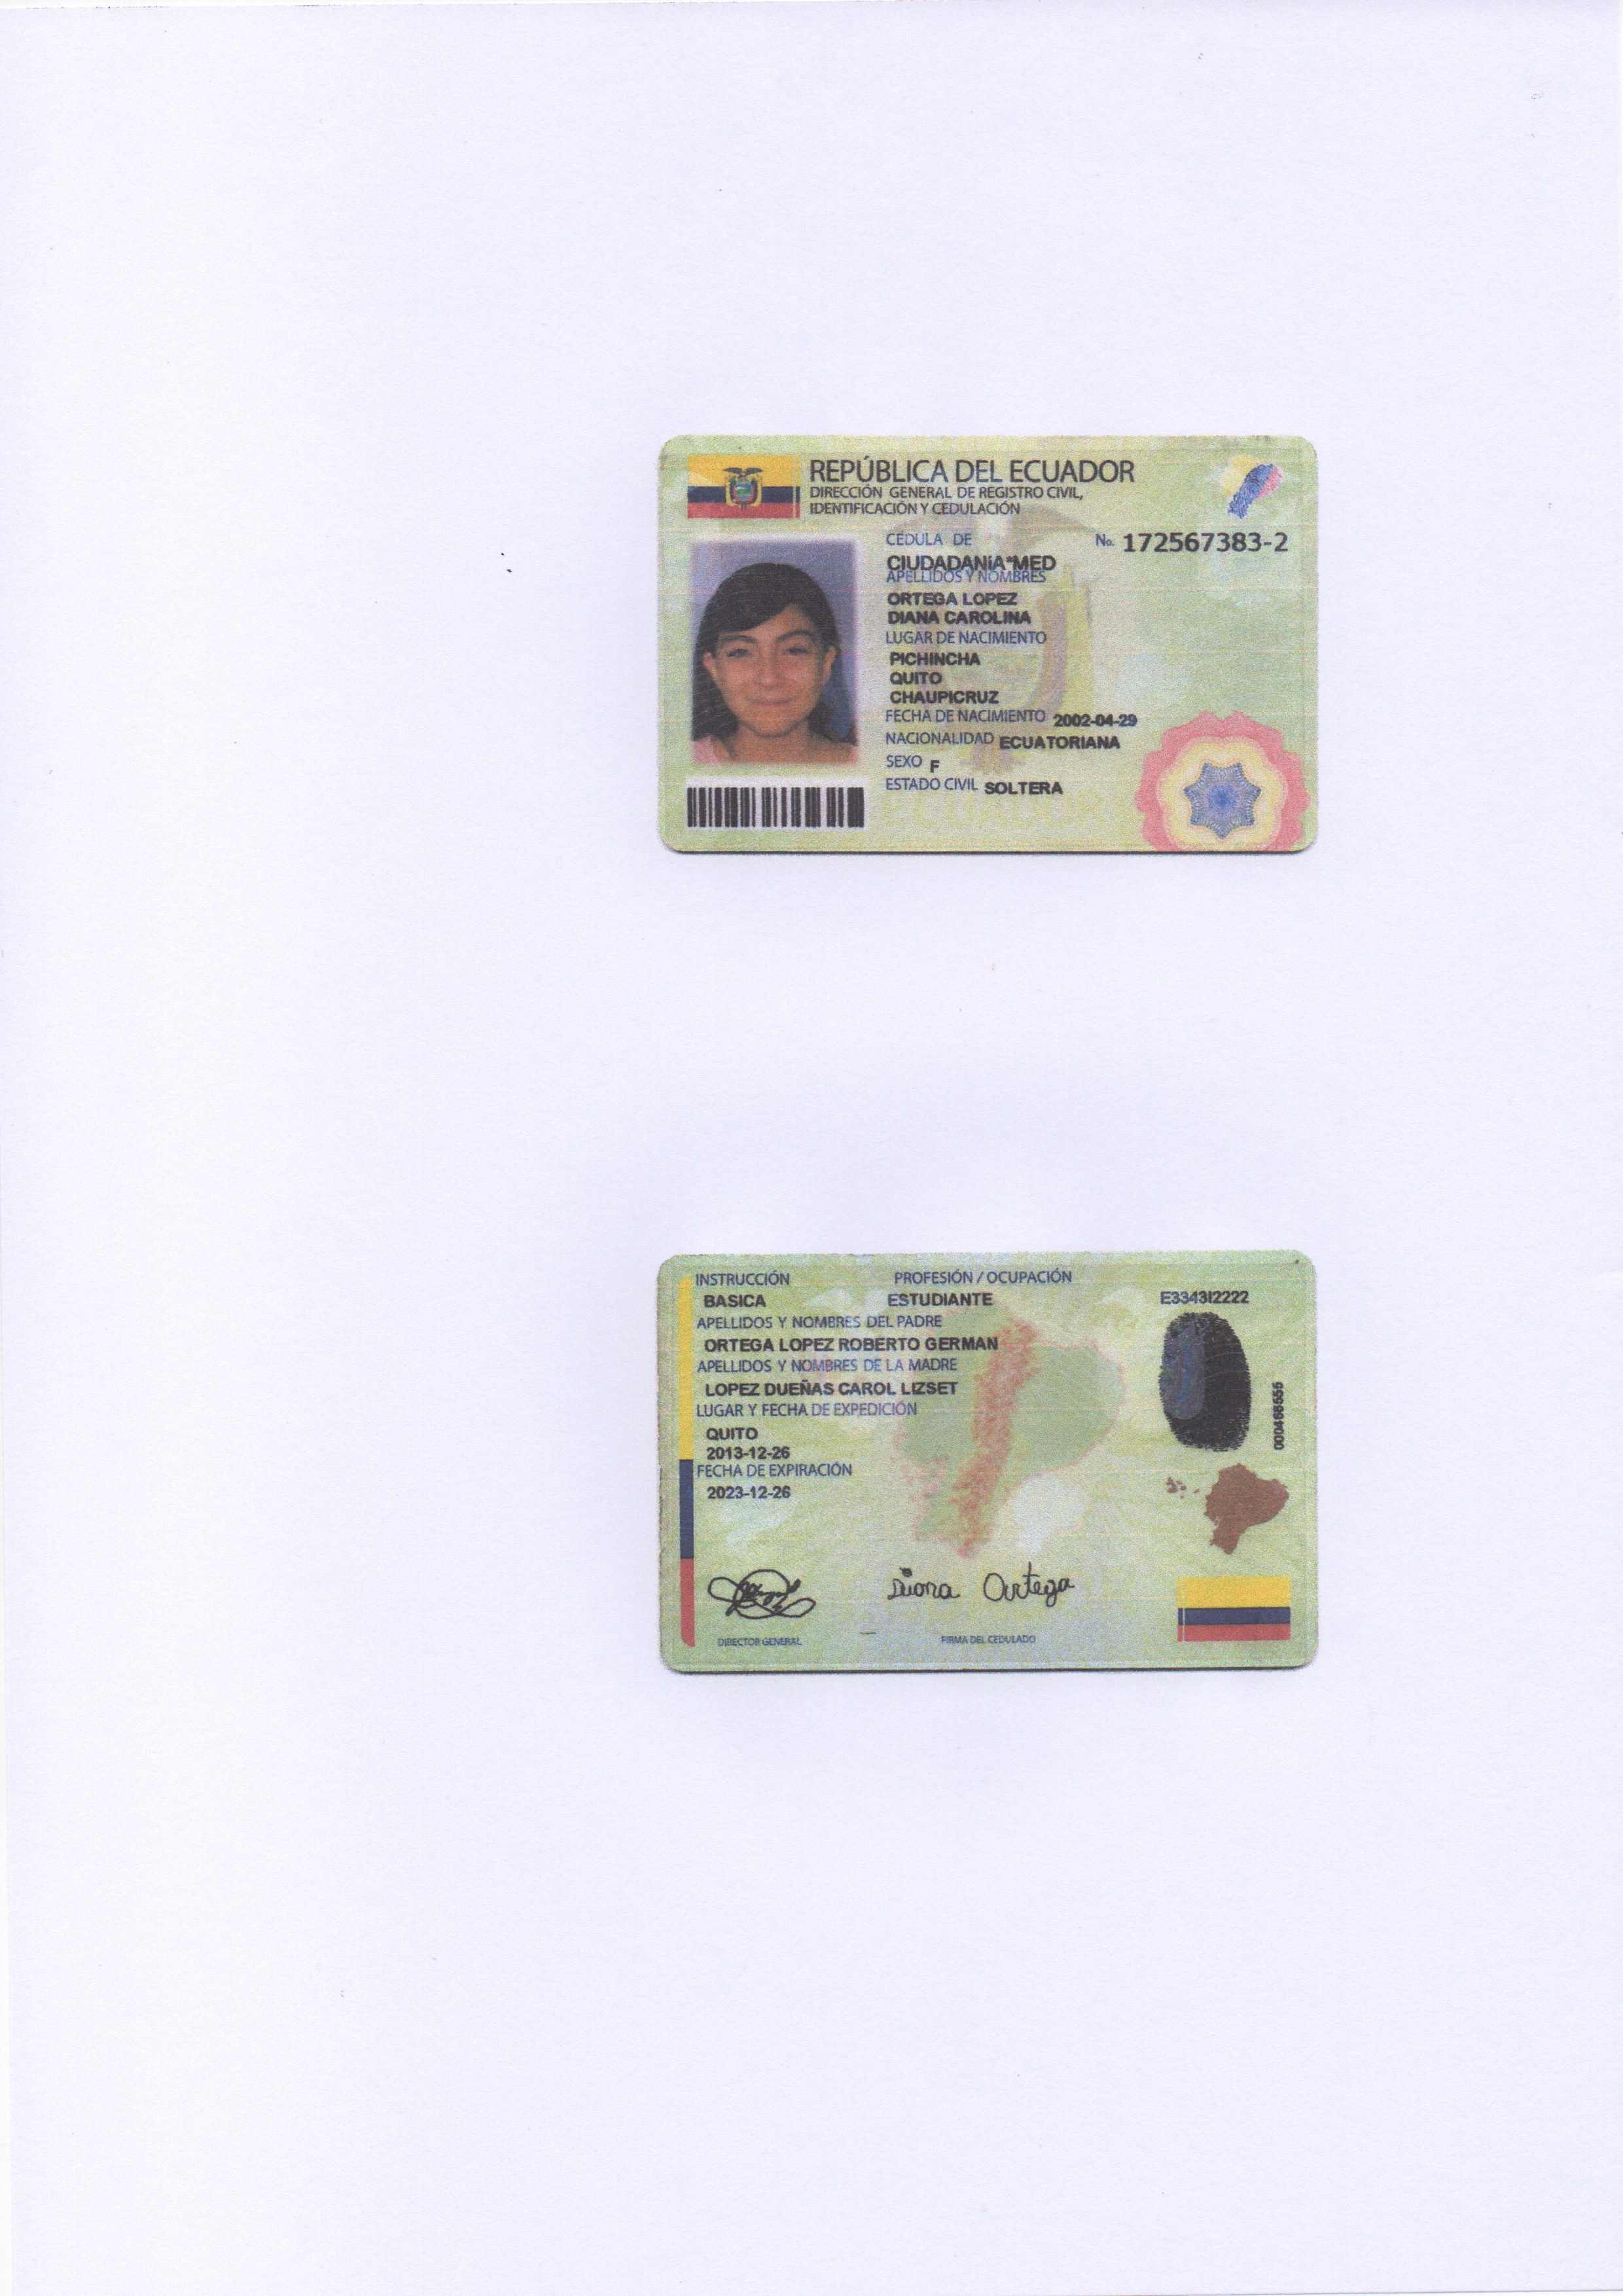 REPÚBLICA DEL ECUADOR
DIRECCIÓN GENERAL DE REGISTRO CIVIL,
IDENTIFICACIÓN Y CEDULACIÓN
CÉDULA DE No. 172567383-2
CIUDADANíA*MED
APELLIDOS Y NOMBRES
ORTEGA LOPEZ
DIANA CAROLINA
LUGAR DE NACIMIENTO
PICHINCHA
QUITO
CHAUPICRUZ
FECHA DE NACIMIENTO 2002-04-29
NACIONALIDAD ECUATORIANA
SEXO F
ESTADO CIVIL SOLTERA
INSTRUCCIÓN PROFESIÓN / OCUPACIÓN
BASICA ESTUDIANTE E3343I2222
APELLIDOS Y NOMBRES DEL PADRE
ORTEGA LOPEZ ROBERTO GERMAN
APELLIDOS Y NOMBRES DE LA MADRE
LOPEZ DUEÑAS CAROL LIZSET
LUGAR Y FECHA DE EXPEDICIÓN
QUITO
2013-12-26
FECHA DE EXPIRACIÓN
2023-12-26
Diana Ortega
DIRECTOR GENERAL FIRMA DEL CEDULADO